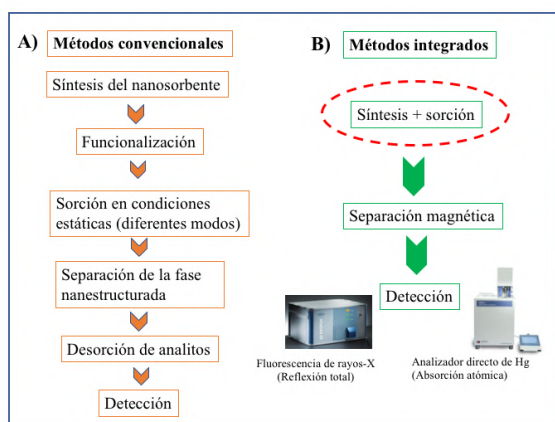 A) Métodos convencionales
Síntesis del nanosorbente
Funcionalización
Sorción en condiciones
estáticas (diferentes modos)
Separación de la fase
nanestructurada
Desorción de analitos
Detección
B) Métodos integrados
Síntesis + sorción
Separación magnética
Detección
Fluorescencia de rayos-X
(Reflexión total)
Analizador directo de Hg
(Absorción atómica)